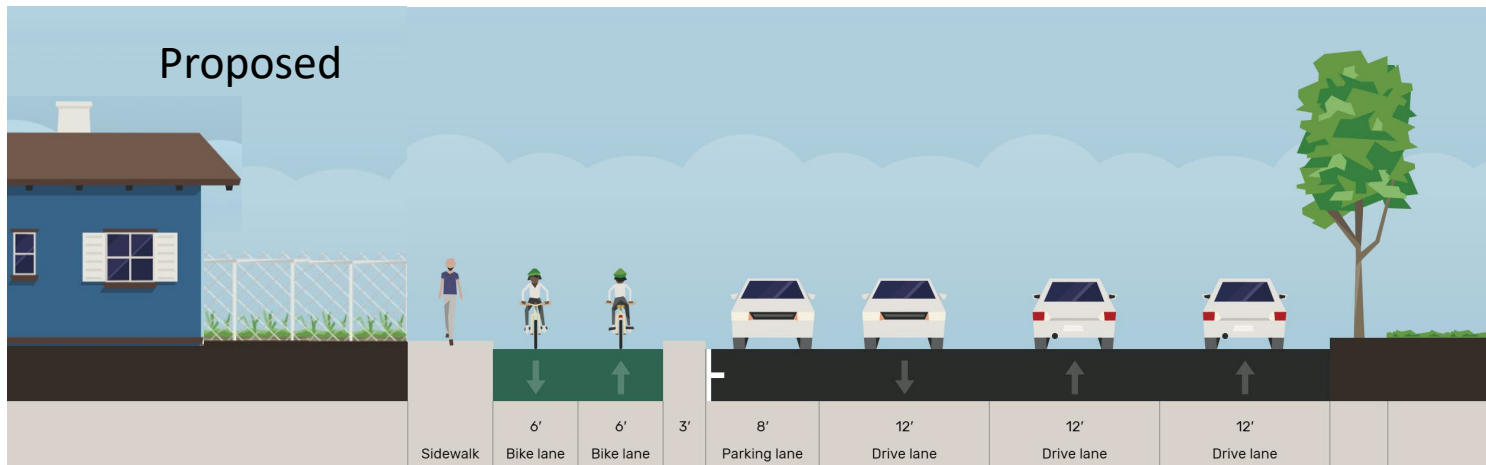 Proposed
6′ 6′ 3′ 8′ 12′ 12′ 12′
Sidewalk Bike lane Bike lane Parking lane Drive lane Drive lane Drive lane